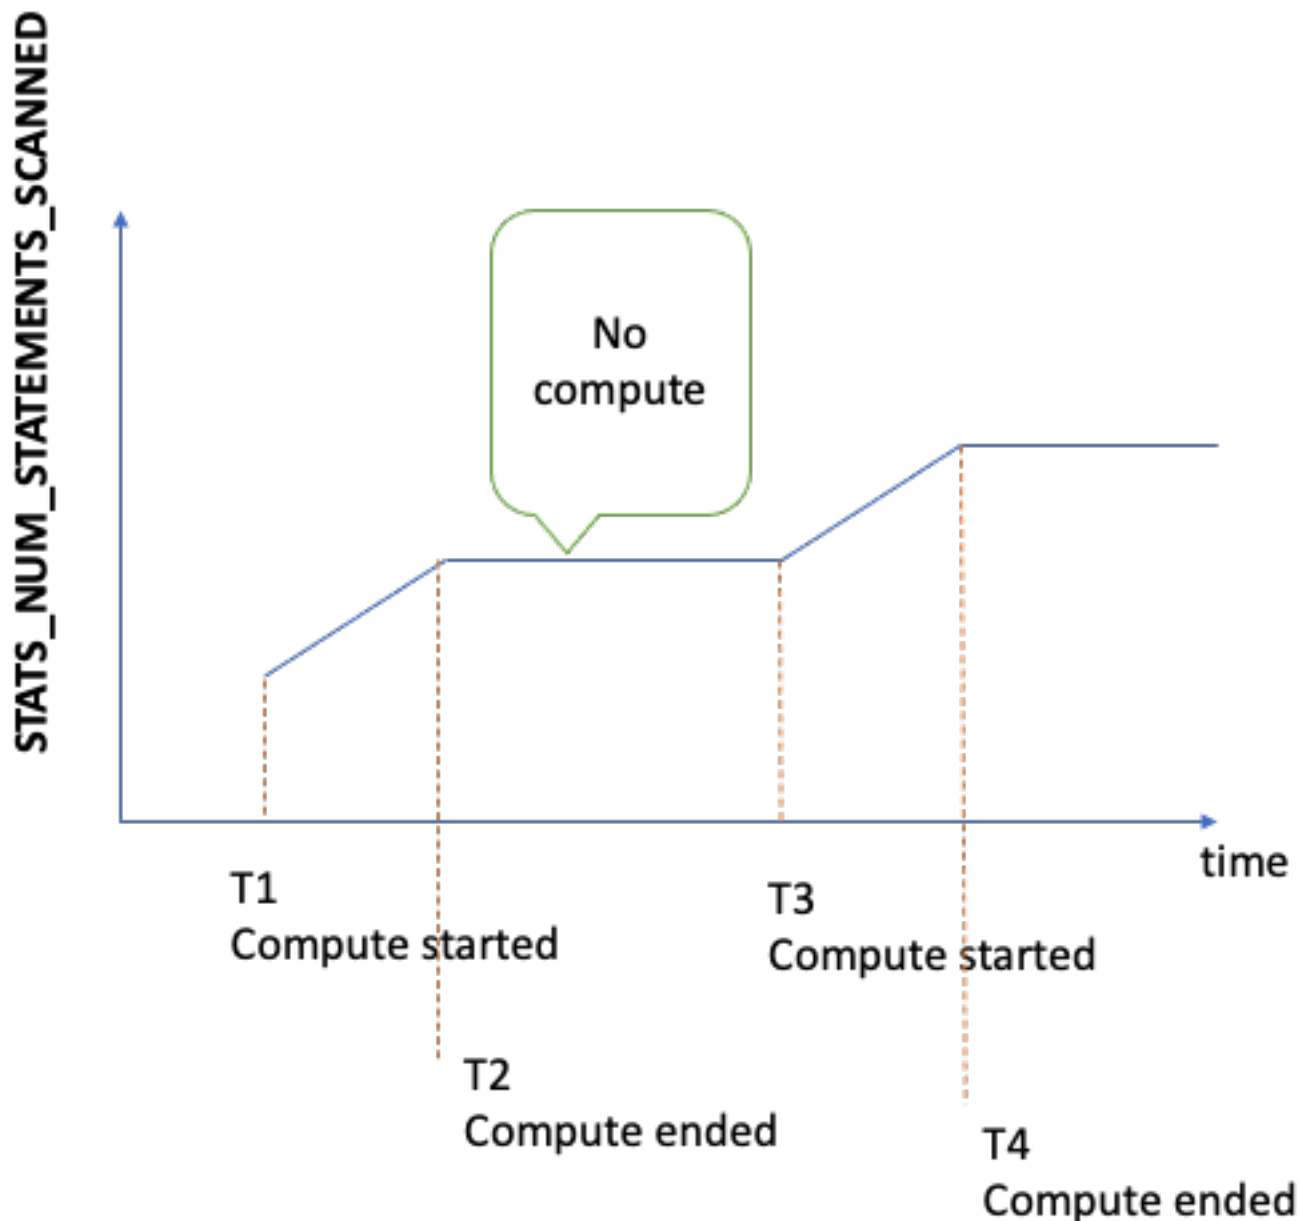 STATS_NUM_STATEMENTS_SCANNED
No
compute
time
T1
Compute started
T3
Compute started
T2
Compute ended
T4
Compute ended